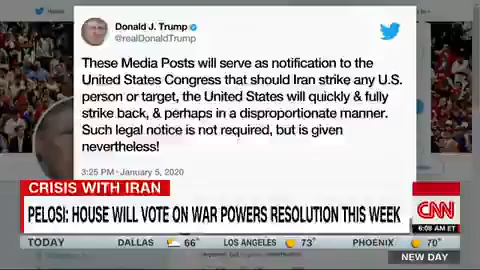 Donald J. Trump
@realDonaldTrump
These Media Posts will serve as notification to the
United States Congress that should Iran strike any U.S.
person or target, the United States will quickly & fully
strike back, & perhaps in a disproportionate manner.
Such legal notice is not required, but is given
nevertheless!
3:25 PM - January 5, 2020
CRISIS WITH IRAN
PELOSI: HOUSE WILL VOTE ON WAR POWERS RESOLUTION THIS WEEK
CNN
6:08 AM ET
TODAY DALLAS 66° LOS ANGELES 73° PHOENIX 70°
NEW DAY